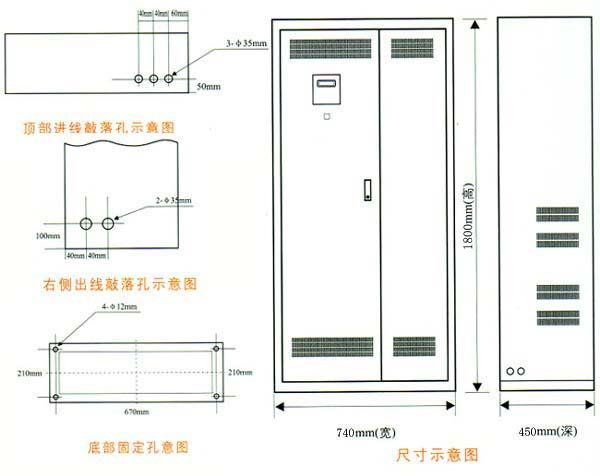 40mm 40mm 60mm
3-φ35mm
50mm
顶部进线敲落孔示意图
2-φ35mm
100mm
40mm 40mm
右侧出线敲落孔示意图
4-φ12mm
210mm 210mm
670mm
底部固定孔意图
1800mm(高)
740mm(宽)
450mm(深)
尺寸示意图